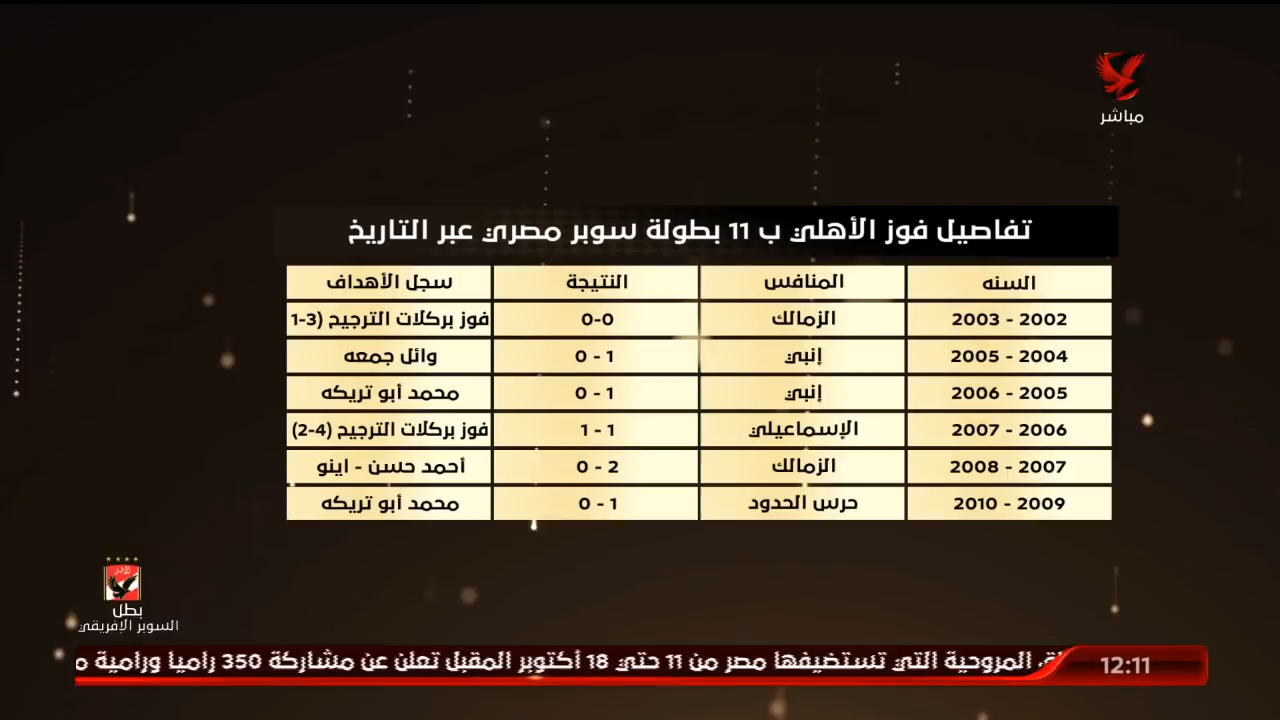 مباشر
تفاصيل فوز الأهلي ب 11 بطولة سوبر مصري عبر التاريخ
السنه المنافس النتيجة سجل الأهداف
2002 - 2003 الزمالك 0-0 فوز بركلات الترجيح (3-1
2004 - 2005 إنبي 1 - 0 وائل جمعه
2005 - 2006 إنبي 1 - 0 محمد أبو تريكه
2006 - 2007 الإسماعيلي 1 - 1 فوز بركلات الترجيح (4-2)
2007 - 2008 الزمالك 2 - 0 أحمد حسن - اينو
2009 - 2010 حرس الحدود 1 - 0 محمد أبو تريكه
بطل
السوبر الإفريقي
12:11 المروحية التي تستضيفها مصر من 11 حتي 18 أكتوبر المقبل تعلن عن مشاركة 350 راميا ورامية